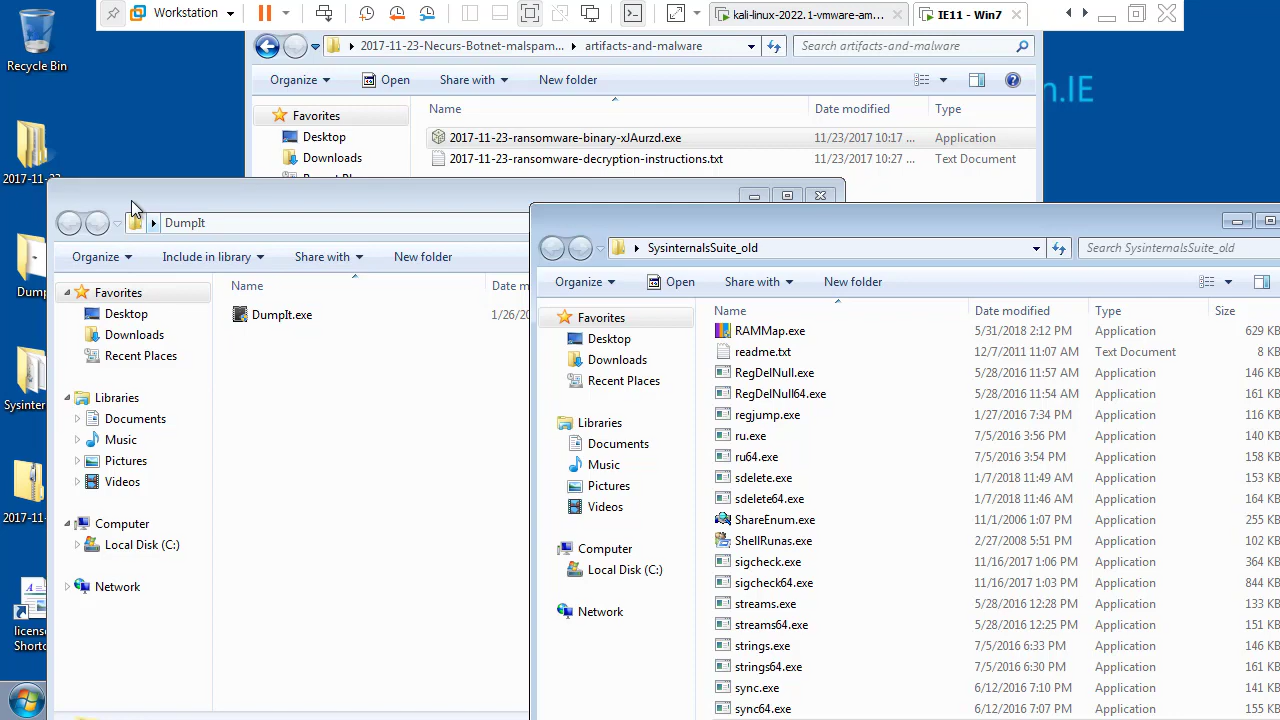 Workstation
kali-linux-2022.1-vmware-am...
IE11 - Win7
Recycle Bin
n.IE
2017-11-23-Necurs-Botnet-malspam...
artifacts-and-malware
Search artifacts-and-malware
Organize
Open
Share with
New folder
Name
Date modified
Type
Favorites
Desktop
Downloads
2017-11-23-ransomware-binary-xJAurzd.exe
11/23/2017 10:17 ...
Application
2017-11-23-ransomware-decryption-instructions.txt
11/23/2017 10:27 ...
Text Document
2017-11-23
DumpIt
Organize
Include in library
Share with
New folder
Name
Date m
Favorites
Desktop
Downloads
Recent Places
Libraries
Documents
Music
Pictures
Videos
Computer
Local Disk (C:)
Network
DumpIt.exe
1/26/20
Dump
Sysinter
2017-11-
license
Shortc
SysinternalsSuite_old
Search SysinternalsSuite_old
Organize
Open
Share with
New folder
Favorites
Desktop
Downloads
Recent Places
Libraries
Documents
Music
Pictures
Videos
Computer
Local Disk (C:)
Network
Name Date modified Type Size
RAMMap.exe 5/31/2018 2:12 PM Application 629 KB
readme.txt 12/7/2011 11:07 AM Text Document 8 KB
RegDelNull.exe 5/28/2016 11:57 AM Application 146 KB
RegDelNull64.exe 5/28/2016 11:54 AM Application 161 KB
regjump.exe 1/27/2016 7:34 PM Application 116 KB
ru.exe 7/5/2016 3:56 PM Application 140 KB
ru64.exe 7/5/2016 3:54 PM Application 158 KB
sdelete.exe 1/7/2018 11:49 AM Application 153 KB
sdelete64.exe 1/7/2018 11:46 AM Application 164 KB
ShareEnum.exe 11/1/2006 1:07 PM Application 255 KB
ShellRunas.exe 2/27/2008 5:51 PM Application 102 KB
sigcheck.exe 11/16/2017 1:06 PM Application 364 KB
sigcheck64.exe 11/16/2017 1:03 PM Application 844 KB
streams.exe 5/28/2016 12:28 PM Application 133 KB
streams64.exe 5/28/2016 12:25 PM Application 151 KB
strings.exe 7/5/2016 6:33 PM Application 146 KB
strings64.exe 7/5/2016 6:30 PM Application 161 KB
sync.exe 6/12/2016 7:10 PM Application 146 KB
sync64.exe 6/12/2016 7:07 PM Application 155 KB